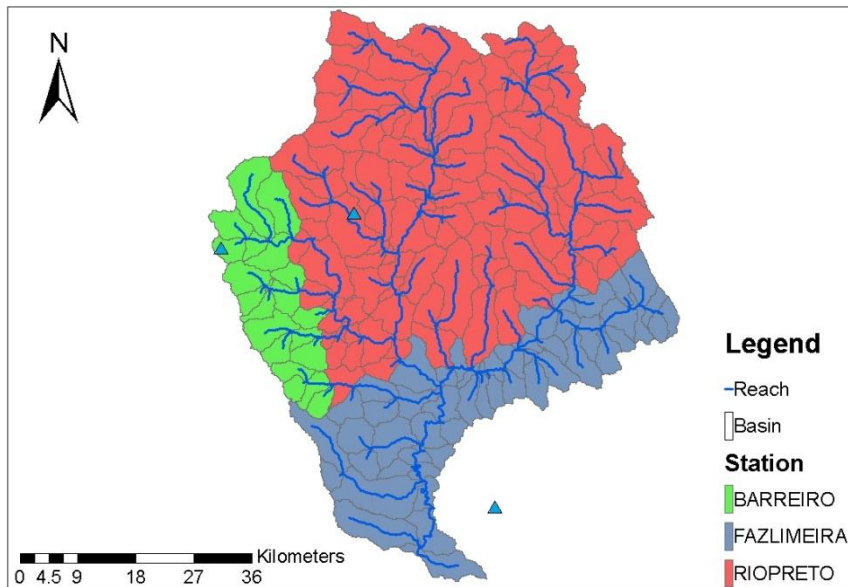 N
Legend
Reach
Basin
Station
BARREIRO
FAZLIMEIRA
RIOPRETO
Kilometers
0 4.5 9 18 27 36